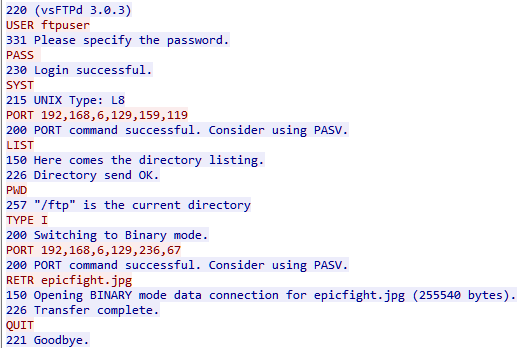 220 (vsFTPd 3.0.3)
USER ftpuser
331 Please specify the password.
PASS
230 Login successful.
SYST
215 UNIX Type: L8
PORT 192,168,6,129,159,119
200 PORT command successful. Consider using PASV.
LIST
150 Here comes the directory listing.
226 Directory send OK.
PWD
257 "/ftp" is the current directory
TYPE I
200 Switching to Binary mode.
PORT 192,168,6,129,236,67
200 PORT command successful. Consider using PASV.
RETR epicfight.jpg
150 Opening BINARY mode data connection for epicfight.jpg (255540 bytes).
226 Transfer complete.
QUIT
221 Goodbye.